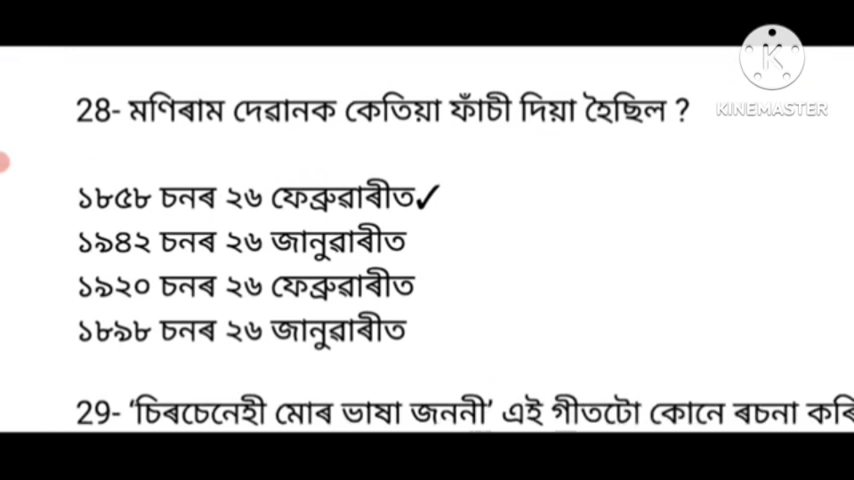 K
KINEMASTER
28- মণিৰাম দেৱানক কেতিয়া ফাঁচী দিয়া হৈছিল ?
১৮৫৮ চনৰ ২৬ ফেব্ৰুৱাৰীত✓
১৯৪২ চনৰ ২৬ জানুৱাৰীত
১৯২০ চনৰ ২৬ ফেব্ৰুৱাৰীত
১৮৯৮ চনৰ ২৬ জানুৱাৰীত
29- ‘চিৰচেনেহী মোৰ ভাষা জননী’ এই গীতটো কোনে ৰচনা কৰি